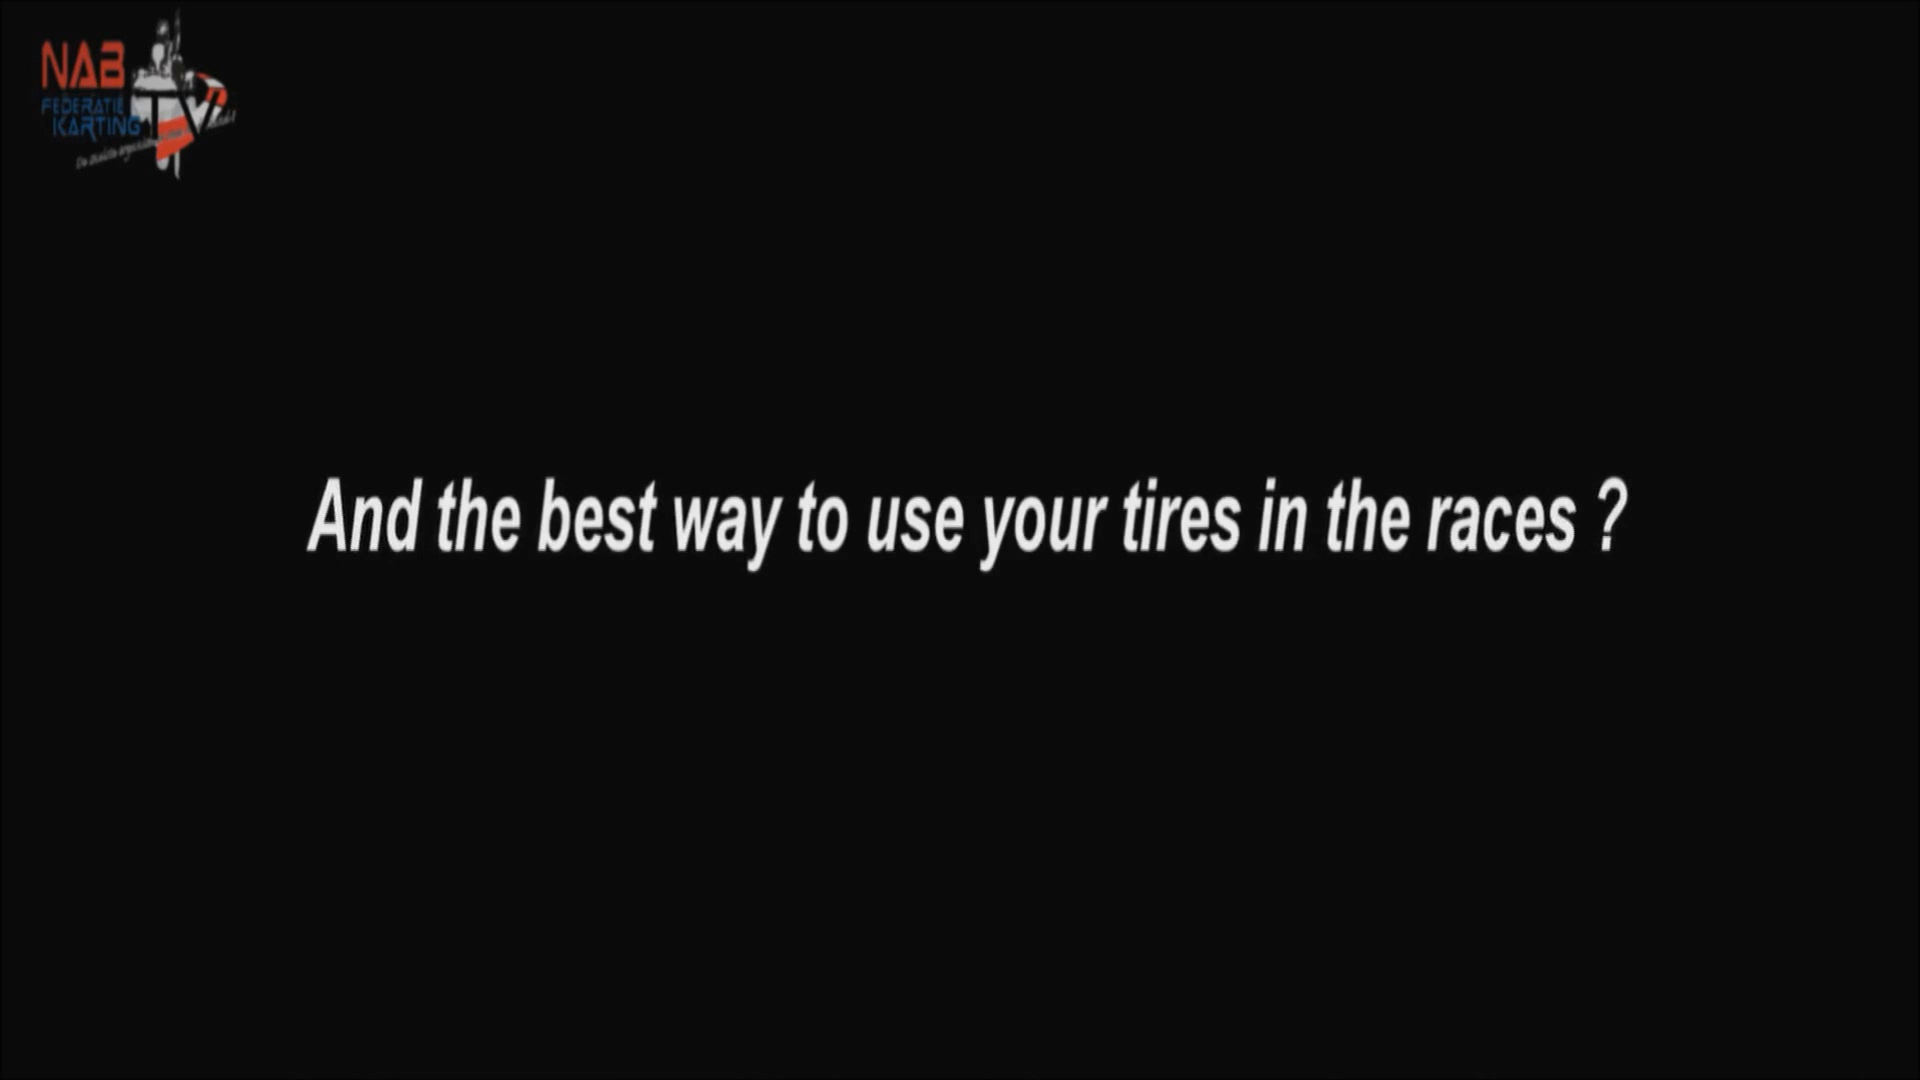 NAB
FEDERATIE
KARTING
TV
And the best way to use your tires in the races ?